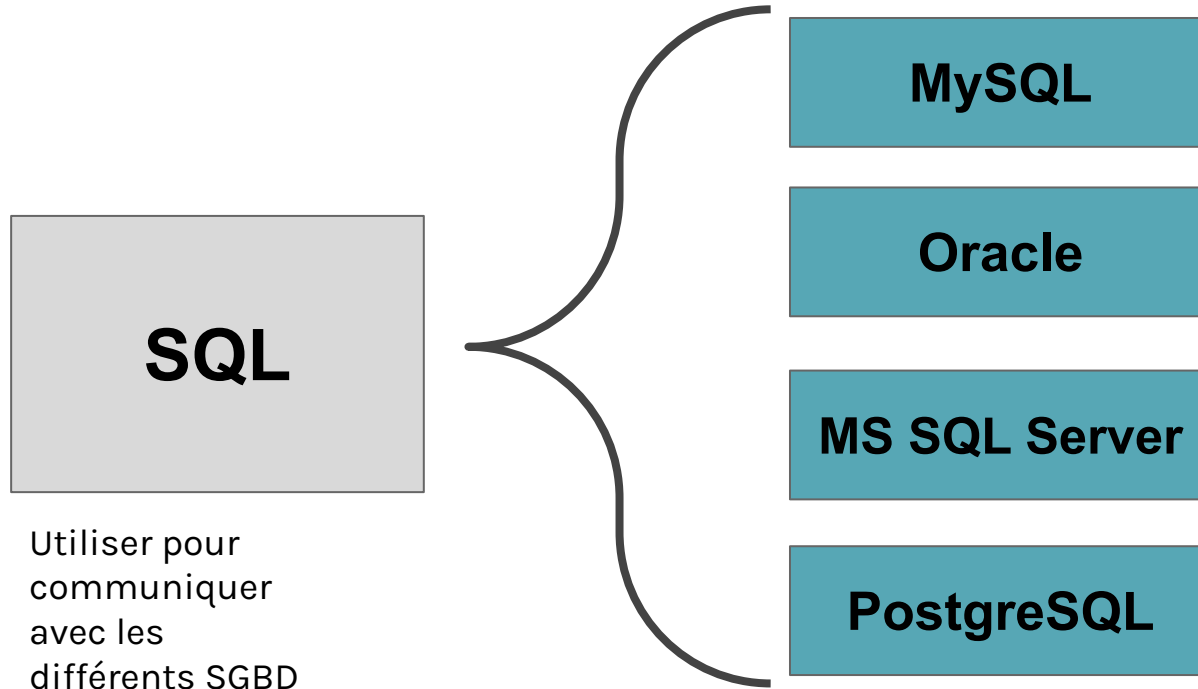 SQL
Utiliser pour
communiquer
avec les
différents SGBD
MySQL
Oracle
MS SQL Server
PostgreSQL